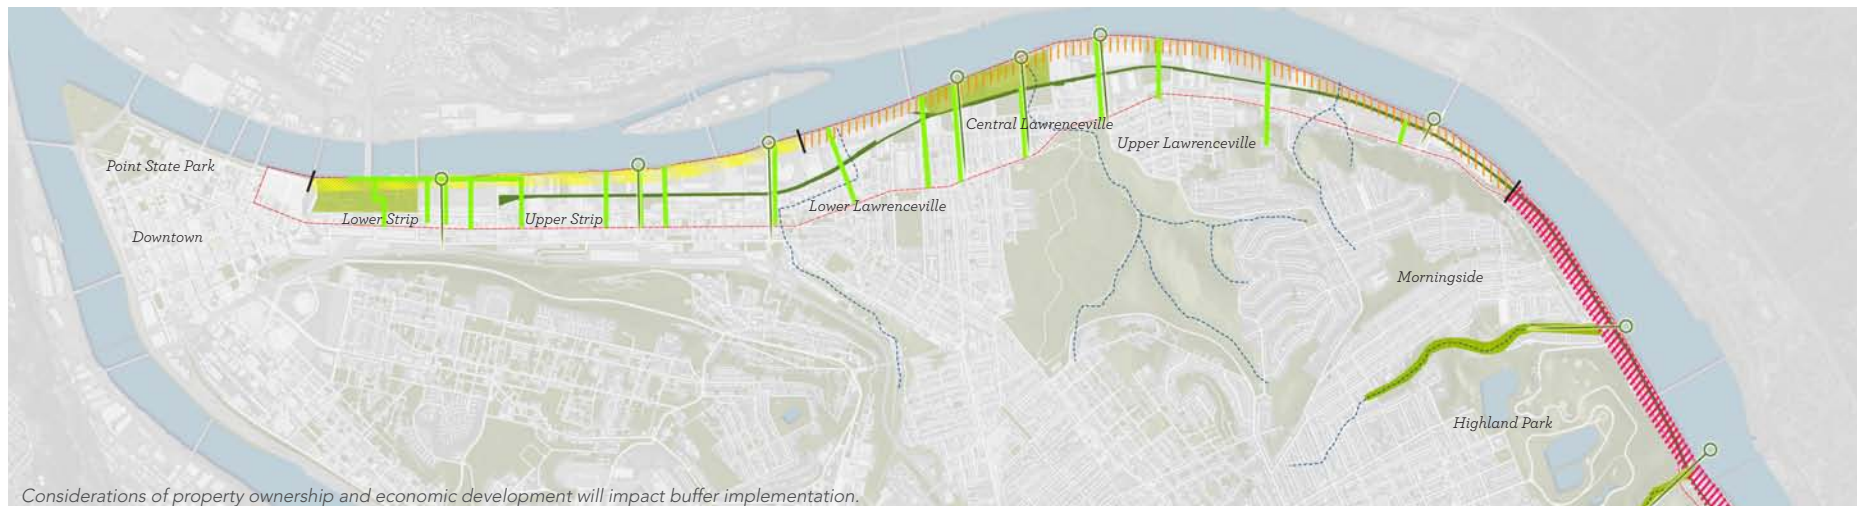 Central Lawrenceville
Upper Lawrenceville
Point State Park
Lower Lawrenceville
Lower Strip
Upper Strip
Downtown
Morningside
Highland Park
Considerations of property ownership and economic development will impact buffer implementation.